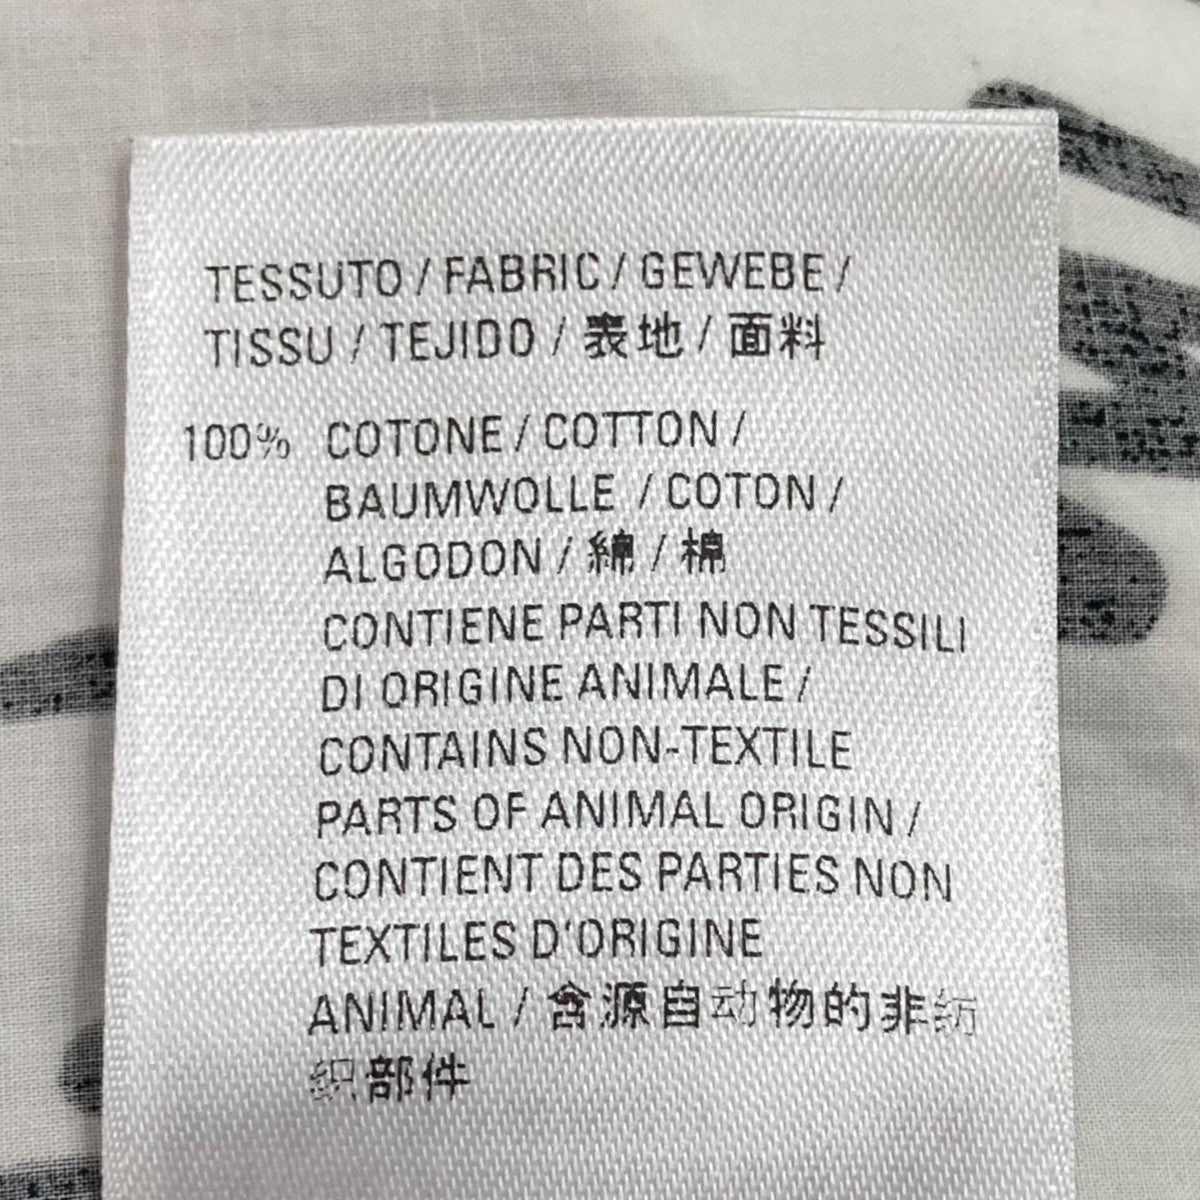 TESSUTO / FABRIC / GEWEBE /
TISSU / TEJIDO / 表地 / 面料
100% COTONE / COTTON /
BAUMWOLLE / COTON /
ALGODON / 綿 / 棉
CONTIENE PARTI NON TESSILI
DI ORIGINE ANIMALE /
CONTAINS NON-TEXTILE
PARTS OF ANIMAL ORIGIN /
CONTIENT DES PARTIES NON
TEXTILES D'ORIGINE
ANIMAL / 含源自动物的非纺
织部件